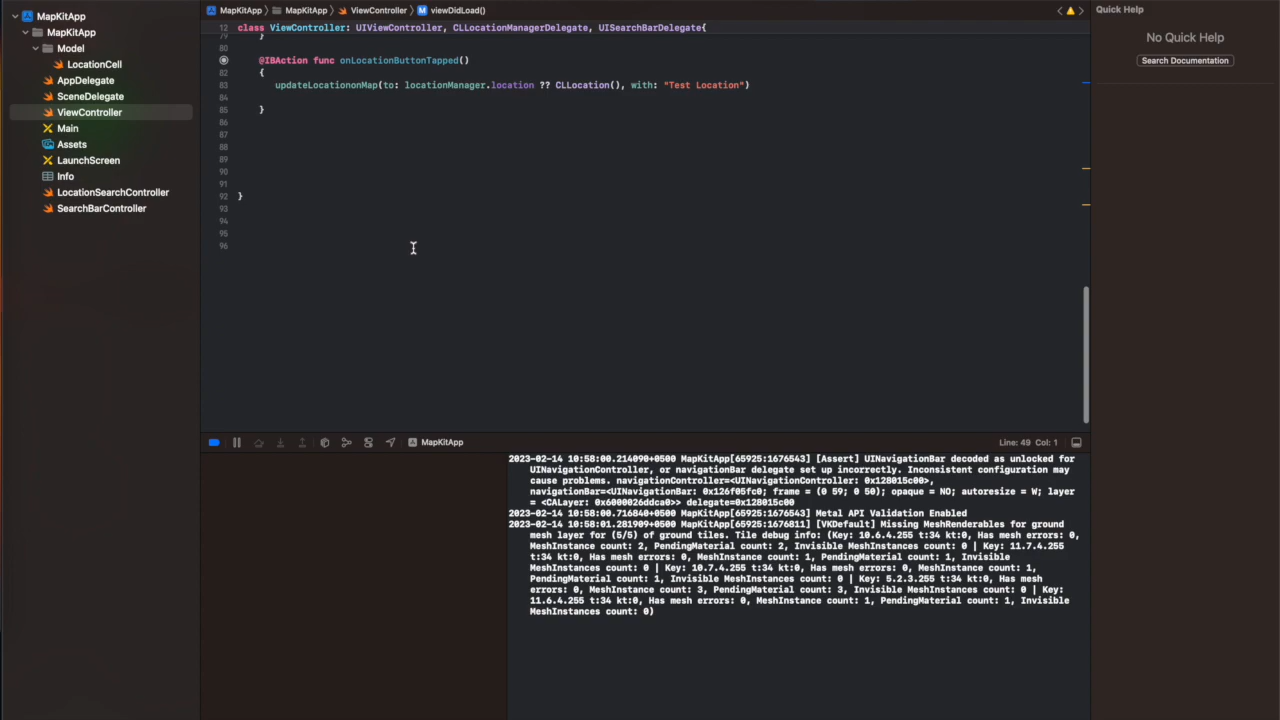 MapKitApp
MapKitApp
Model
LocationCell
AppDelegate
SceneDelegate
ViewController
Main
Assets
LaunchScreen
Info
LocationSearchController
SearchBarController
MapKitApp > MapKitApp > ViewController > viewDidLoad()
12 class ViewController: UIViewController, CLLocationManagerDelegate, UISearchBarDelegate{
79 }
80
@IBAction func onLocationButtonTapped()
82 {
83 updateLocationonMap(to: locationManager.location ?? CLLocation(), with: "Test Location")
84
85 }
86
87
88
89
90
91
92 }
93
94
95
96
MapKitApp
Line: 49 Col: 1
2023-02-14 10:58:00.214090+0500 MapKitApp[65925:1676543] [Assert] UINavigationBar decoded as unlocked for
UINavigationController, or navigationBar delegate set up incorrectly. Inconsistent configuration may
cause problems. navigationController=<UINavigationController: 0x128015c00>,
navigationBar=<UINavigationBar: 0x126f05fc0; frame = (0 59; 0 50); opaque = NO; autoresize = W; layer
= <CALayer: 0x6000026ddca0>> delegate=0x128015c00
2023-02-14 10:58:00.716840+0500 MapKitApp[65925:1676543] Metal API Validation Enabled
2023-02-14 10:58:01.281909+0500 MapKitApp[65925:1676811] [VKDefault] Missing MeshRenderables for ground
mesh layer for (5/5) of ground tiles. Tile debug info: (Key: 10.6.4.255 t:34 kt:0, Has mesh errors: 0,
MeshInstance count: 2, PendingMaterial count: 2, Invisible MeshInstances count: 0 | Key: 11.7.4.255
t:34 kt:0, Has mesh errors: 0, MeshInstance count: 1, PendingMaterial count: 1, Invisible
MeshInstances count: 0 | Key: 10.7.4.255 t:34 kt:0, Has mesh errors: 0, MeshInstance count: 1,
PendingMaterial count: 1, Invisible MeshInstances count: 0 | Key: 5.2.3.255 t:34 kt:0, Has mesh
errors: 0, MeshInstance count: 3, PendingMaterial count: 3, Invisible MeshInstances count: 0 | Key:
11.6.4.255 t:34 kt:0, Has mesh errors: 0, MeshInstance count: 1, PendingMaterial count: 1, Invisible
MeshInstances count: 0)
Quick Help
No Quick Help
Search Documentation